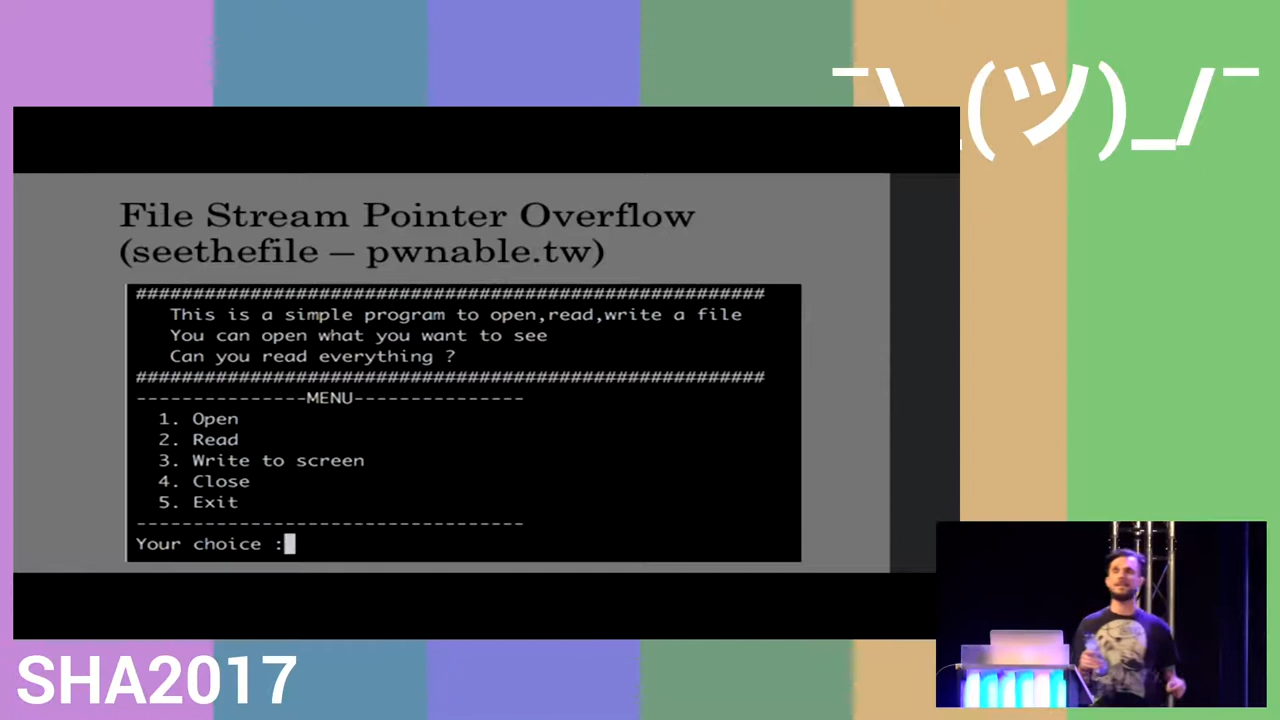 ¯\_(ツ)_/¯
File Stream Pointer Overflow
(seethefile – pwnable.tw)
#######################################################
This is a simple program to open,read,write a file
You can open what you want to see
Can you read everything ?
#######################################################
---------------MENU---------------
1. Open
2. Read
3. Write to screen
4. Close
5. Exit
----------------------------------
Your choice :
SHA2017